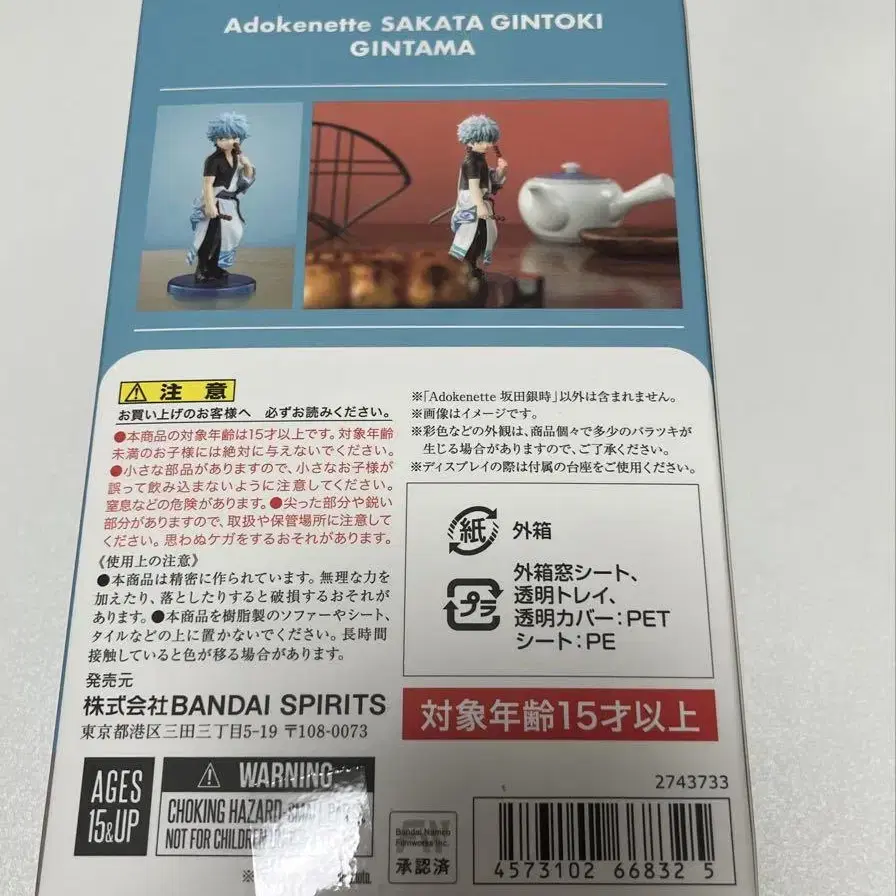 Adokenette SAKATA GINTOKI
GINTAMA
注意
お買い上げのお客様へ 必ずお読みください。
●本商品の対象年齢は15才以上です。対象年齢
未満のお子様には絶対に与えないでください。
●小さな部品がありますので、小さなお子様が
誤って飲み込まないように注意してください。
窒息などの危険があります。●尖った部分や鋭い
部分がありますので、取扱や保管場所に注意して
ください。思わぬケガをするおそれがあります。
《使用上の注意》
●本商品は精密に作られています。無理な力を
加えたり、落としたりすると破損するおそれが
あります。●本商品を樹脂製のソファーやシート、
タイルなどの上に置かないでください。長時間
接触していると色が移る場合があります。
発売元
株式会社BANDAI SPIRITS
東京都港区三田三丁目5-19 〒108-0073
AGES
15&UP
WARNING
CHOKING HAZARD-
NOT FOR CHILDREN
※「Adokenette 坂田銀時」以外は含まれません。
※画像はイメージです。
※彩色などの外観は、商品個々で多少のバラツキが
生じる場合がありますので、ご了承ください。
※ディスプレイの際は付属の台座をご使用ください。
紙 外箱
プラ
外箱窓シート、
透明トレイ、
透明カバー：PET
シート：PE
対象年齢15才以上
2743733
Bandai Namco
Filmworks Inc.
承認済
4573102 66832 5